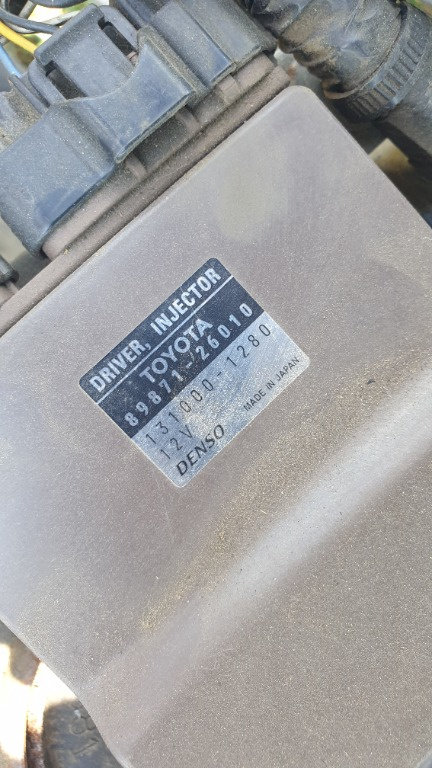 DRIVER, INJECTOR
TOYOTA
89871-26010
131000-1280
12V
DENSO MADE IN JAPAN